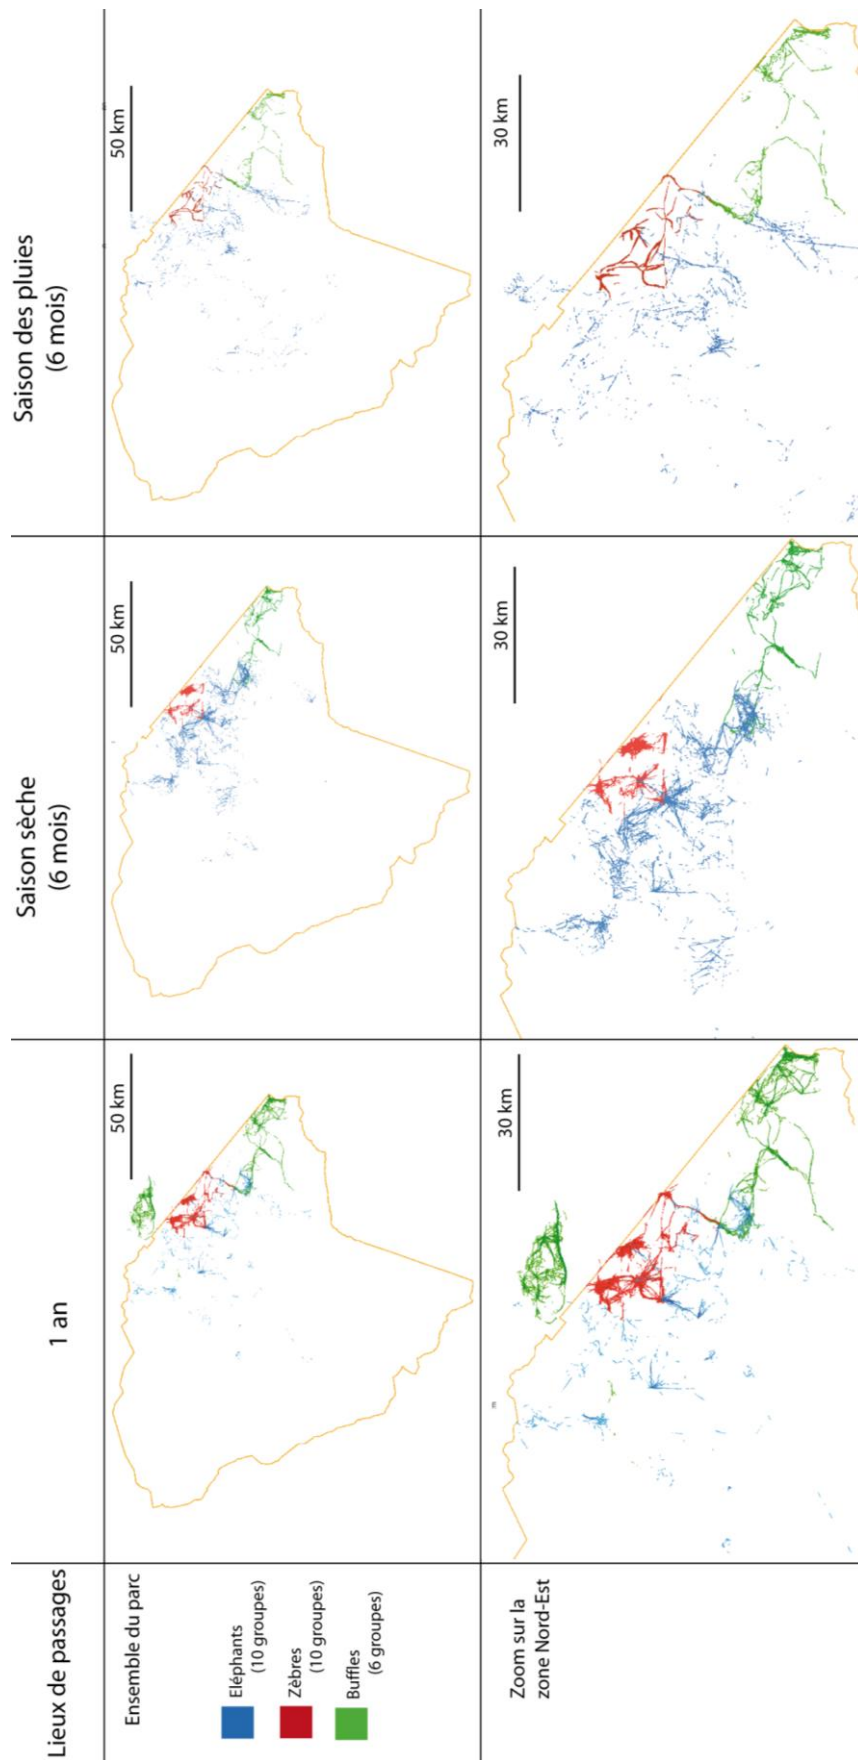 Lieux de passages
1 an
Saison sèche
(6 mois)
Saison des pluies
(6 mois)
Ensemble du parc
Eléphants
(10 groupes)
Zèbres
(10 groupes)
Buffles
(6 groupes)
50 km
50 km
50 km
Zoom sur la
zone Nord-Est
30 km
30 km
30 km